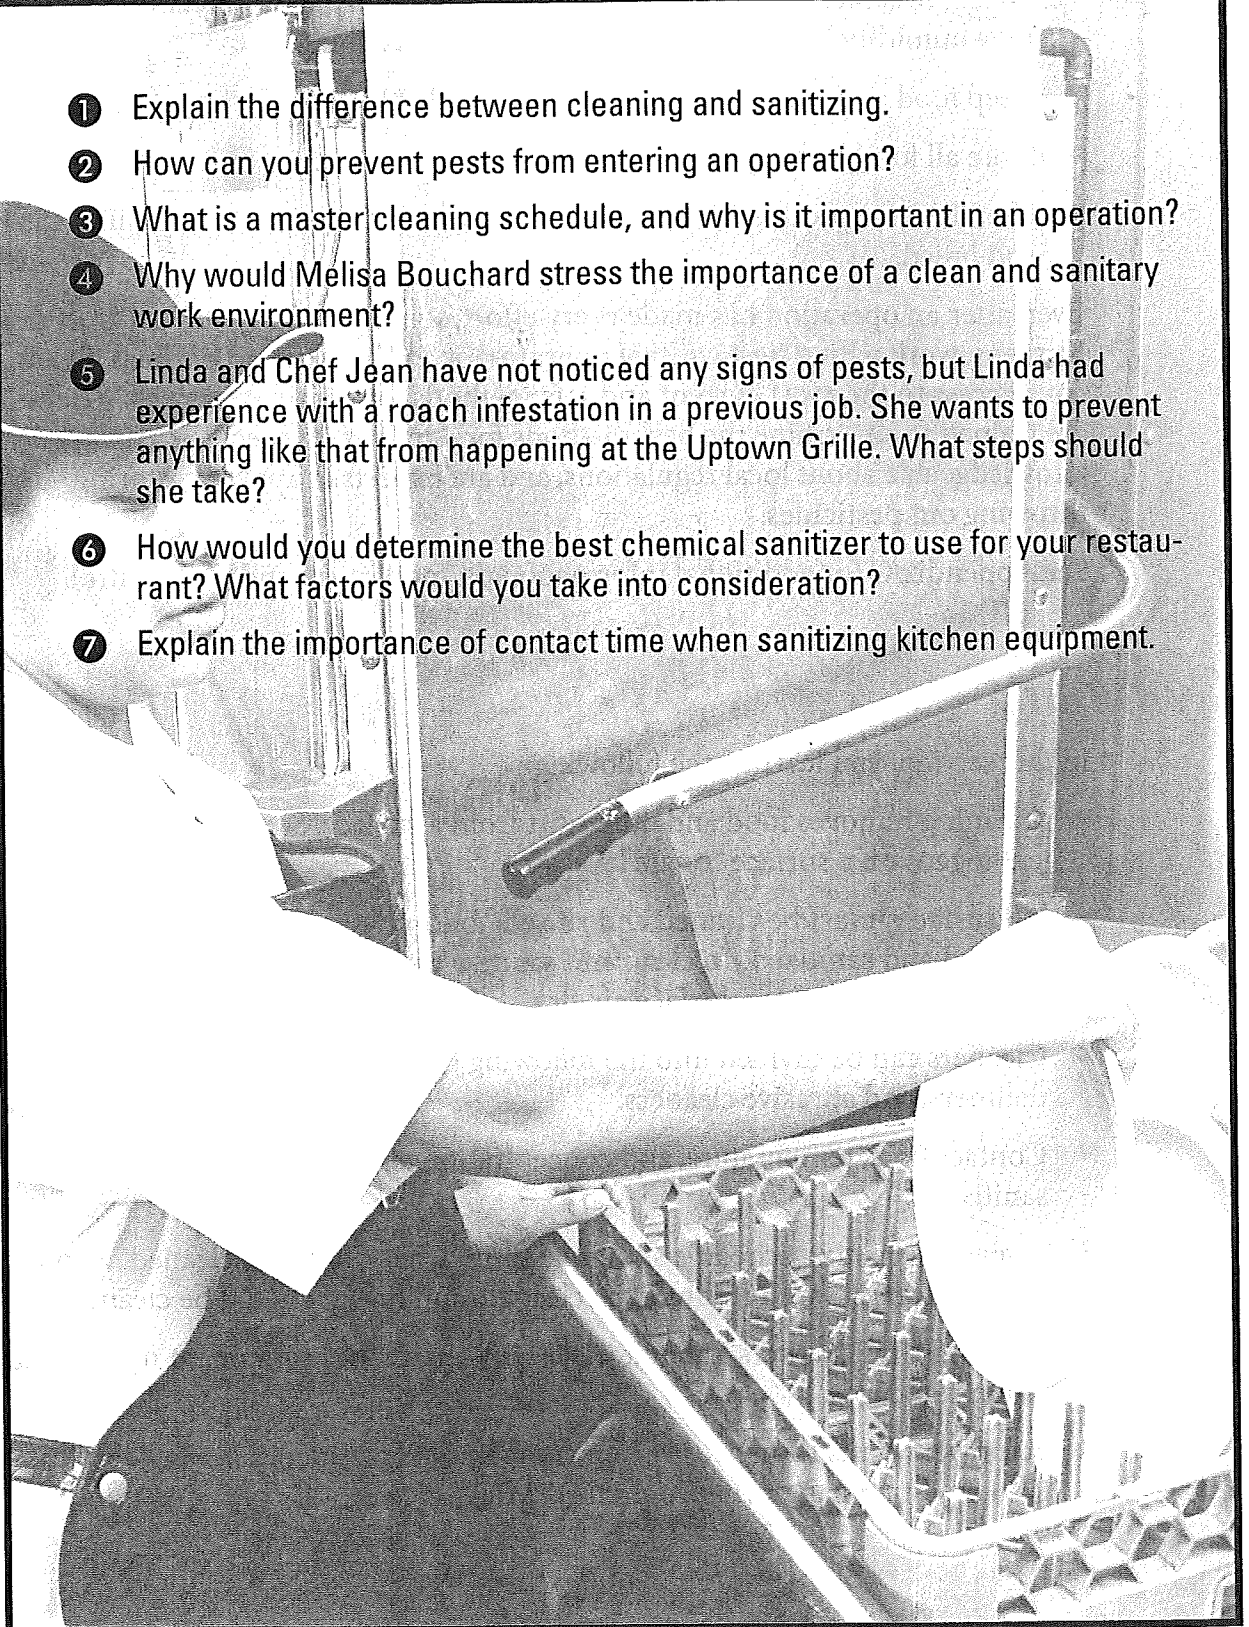 1 Explain the difference between cleaning and sanitizing.
2 How can you prevent pests from entering an operation?
3 What is a master cleaning schedule, and why is it important in an operation?
4 Why would Melisa Bouchard stress the importance of a clean and sanitary
work environment?
5 Linda and Chef Jean have not noticed any signs of pests, but Linda had
experience with a roach infestation in a previous job. She wants to prevent
anything like that from happening at the Uptown Grille. What steps should
she take?
6 How would you determine the best chemical sanitizer to use for your restau-
rant? What factors would you take into consideration?
7 Explain the importance of contact time when sanitizing kitchen equipment.